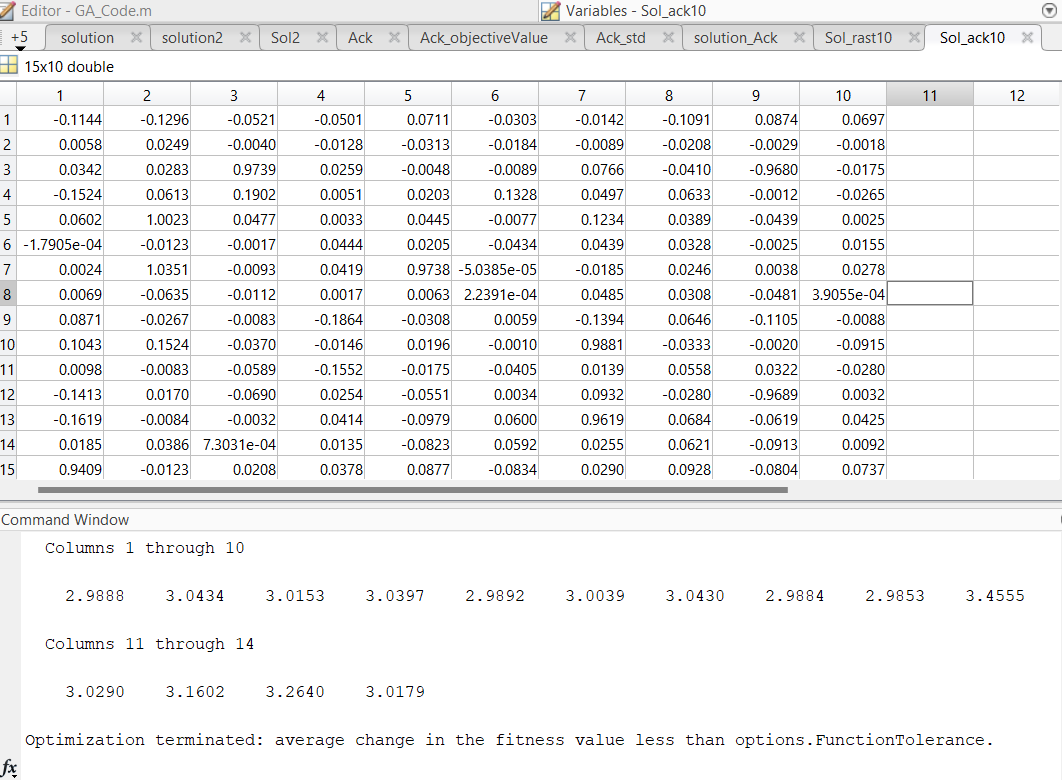 Editor - GA_Code.m
Variables - Sol_ack10
+5 solution solution2 Sol2 Ack Ack_objectiveValue Ack_std solution_Ack Sol_rast10 Sol_ack10
15x10 double
1 2 3 4 5 6 7 8 9 10 11 12
1 -0.1144 -0.1296 -0.0521 -0.0501 0.0711 -0.0303 -0.0142 -0.1091 0.0874 0.0697
2 0.0058 0.0249 -0.0040 -0.0128 -0.0313 -0.0184 -0.0089 -0.0208 -0.0029 -0.0018
3 0.0342 0.0283 0.9739 0.0259 -0.0048 -0.0089 0.0766 -0.0410 -0.9680 -0.0175
4 -0.1524 0.0613 0.1902 0.0051 0.0203 0.1328 0.0497 0.0633 -0.0012 -0.0265
5 0.0602 1.0023 0.0477 0.0033 0.0445 -0.0077 0.1234 0.0389 -0.0439 0.0025
6 -1.7905e-04 -0.0123 -0.0017 0.0444 0.0205 -0.0434 0.0439 0.0328 -0.0025 0.0155
7 0.0024 1.0351 -0.0093 0.0419 0.9738 -5.0385e-05 -0.0185 0.0246 0.0038 0.0278
8 0.0069 -0.0635 -0.0112 0.0017 0.0063 2.2391e-04 0.0485 0.0308 -0.0481 3.9055e-04
9 0.0871 -0.0267 -0.0083 -0.1864 -0.0308 0.0059 -0.1394 0.0646 -0.1105 -0.0088
10 0.1043 0.1524 -0.0370 -0.0146 0.0196 -0.0010 0.9881 -0.0333 -0.0020 -0.0915
11 0.0098 -0.0083 -0.0589 -0.1552 -0.0175 -0.0405 0.0139 0.0558 0.0322 -0.0280
12 -0.1413 0.0170 -0.0690 0.0254 -0.0551 0.0034 0.0932 -0.0280 -0.9689 0.0032
13 -0.1619 -0.0084 -0.0032 0.0414 -0.0979 0.0600 0.9619 0.0684 -0.0619 0.0425
14 0.0185 0.0386 7.3031e-04 0.0135 -0.0823 0.0592 0.0255 0.0621 -0.0913 0.0092
15 0.9409 -0.0123 0.0208 0.0378 0.0877 -0.0834 0.0290 0.0928 -0.0804 0.0737
Command Window
Columns 1 through 10
2.9888 3.0434 3.0153 3.0397 2.9892 3.0039 3.0430 2.9884 2.9853 3.4555
Columns 11 through 14
3.0290 3.1602 3.2640 3.0179
Optimization terminated: average change in the fitness value less than options.FunctionTolerance.
fx